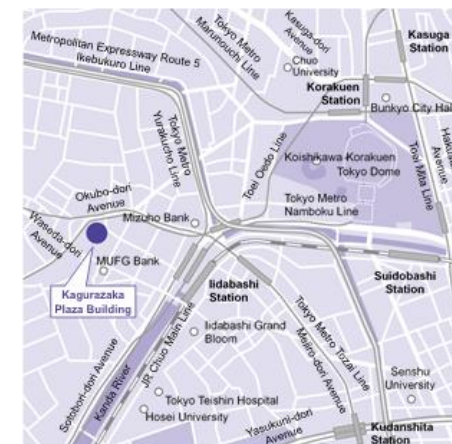 Kasuga-dori
Avenue
Tokyo Metro
Marunouchi Line
Kasuga
Station
Metropolitan Expressway Route 5
Ikebukuro Line
Chuo
University
Korakuen
Station
Bunkyo City Hal
Tokyo Metro
Yurakucho Line
Toei Oedo Line
Koishikawa Korakuen
Tokyo Dome
Toei Mita Line
Avenue
Okubo-dori
Avenue
Mizuho Bank
Tokyo Metro
Namboku Line
Waseda-dori
Avenue
MUFG Bank
Kagurazaka
Plaza Building
Iidabashi
Station
Suidobashi
Station
Iidabashi Grand
Bloom
JR Chuo Main Line
Tokyo Metro Tozai Line
Mejiro-dori Avenue
Sotobori-dori Avenue
Kanda River
Senshu
University
Tokyo Teishin Hospital
Hosei University
Yasukuni-dori
Avenue
Kudanshita
Station